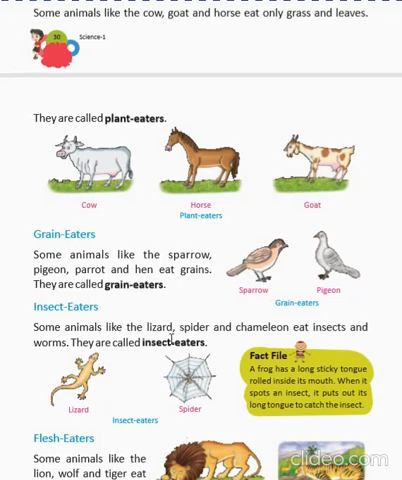 Some animals like the cow, goat and horse eat only grass and leaves.
30
Science-1
They are called plant-eaters.
Cow
Horse
Goat
Plant-eaters
Grain-Eaters
Some animals like the sparrow,
pigeon, parrot and hen eat grains.
They are called grain-eaters.
Sparrow
Pigeon
Grain-eaters
Insect-Eaters
Some animals like the lizard, spider and chameleon eat insects and
worms. They are called insect-eaters.
Lizard
Spider
Insect-eaters
Fact File
A frog has a long sticky tongue
rolled inside its mouth. When it
spots an insect, it puts out its
long tongue to catch the insect.
Flesh-Eaters
Some animals like the
lion, wolf and tiger eat
clideo.com